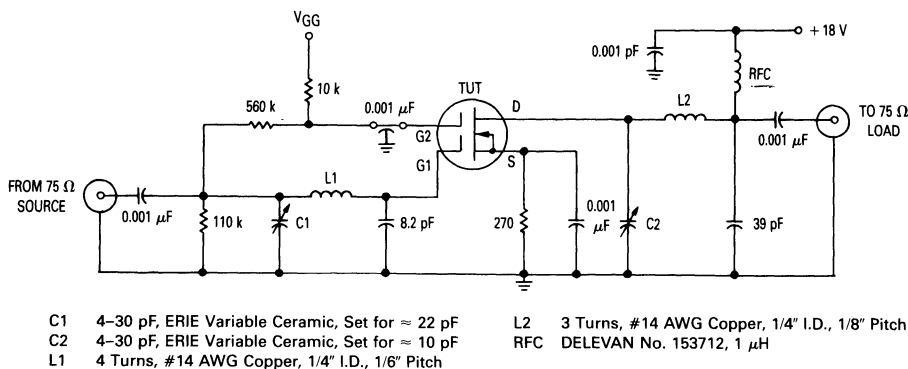 V_GG
+ 18 V
0.001 pF
RFC
10 k
TUT
560 k
0.001 μF
D
L2
G2
TO 75 Ω
LOAD
G1
S
0.001 μF
FROM 75 Ω
SOURCE
L1
0.001 μF
110 k
C1
8.2 pF
270
0.001
μF
C2
39 pF
C1 4–30 pF, ERIE Variable Ceramic, Set for ≈ 22 pF
C2 4–30 pF, ERIE Variable Ceramic, Set for ≈ 10 pF
L1 4 Turns, #14 AWG Copper, 1/4" I.D., 1/6" Pitch
L2 3 Turns, #14 AWG Copper, 1/4" I.D., 1/8" Pitch
RFC DELEVAN No. 153712, 1 μH